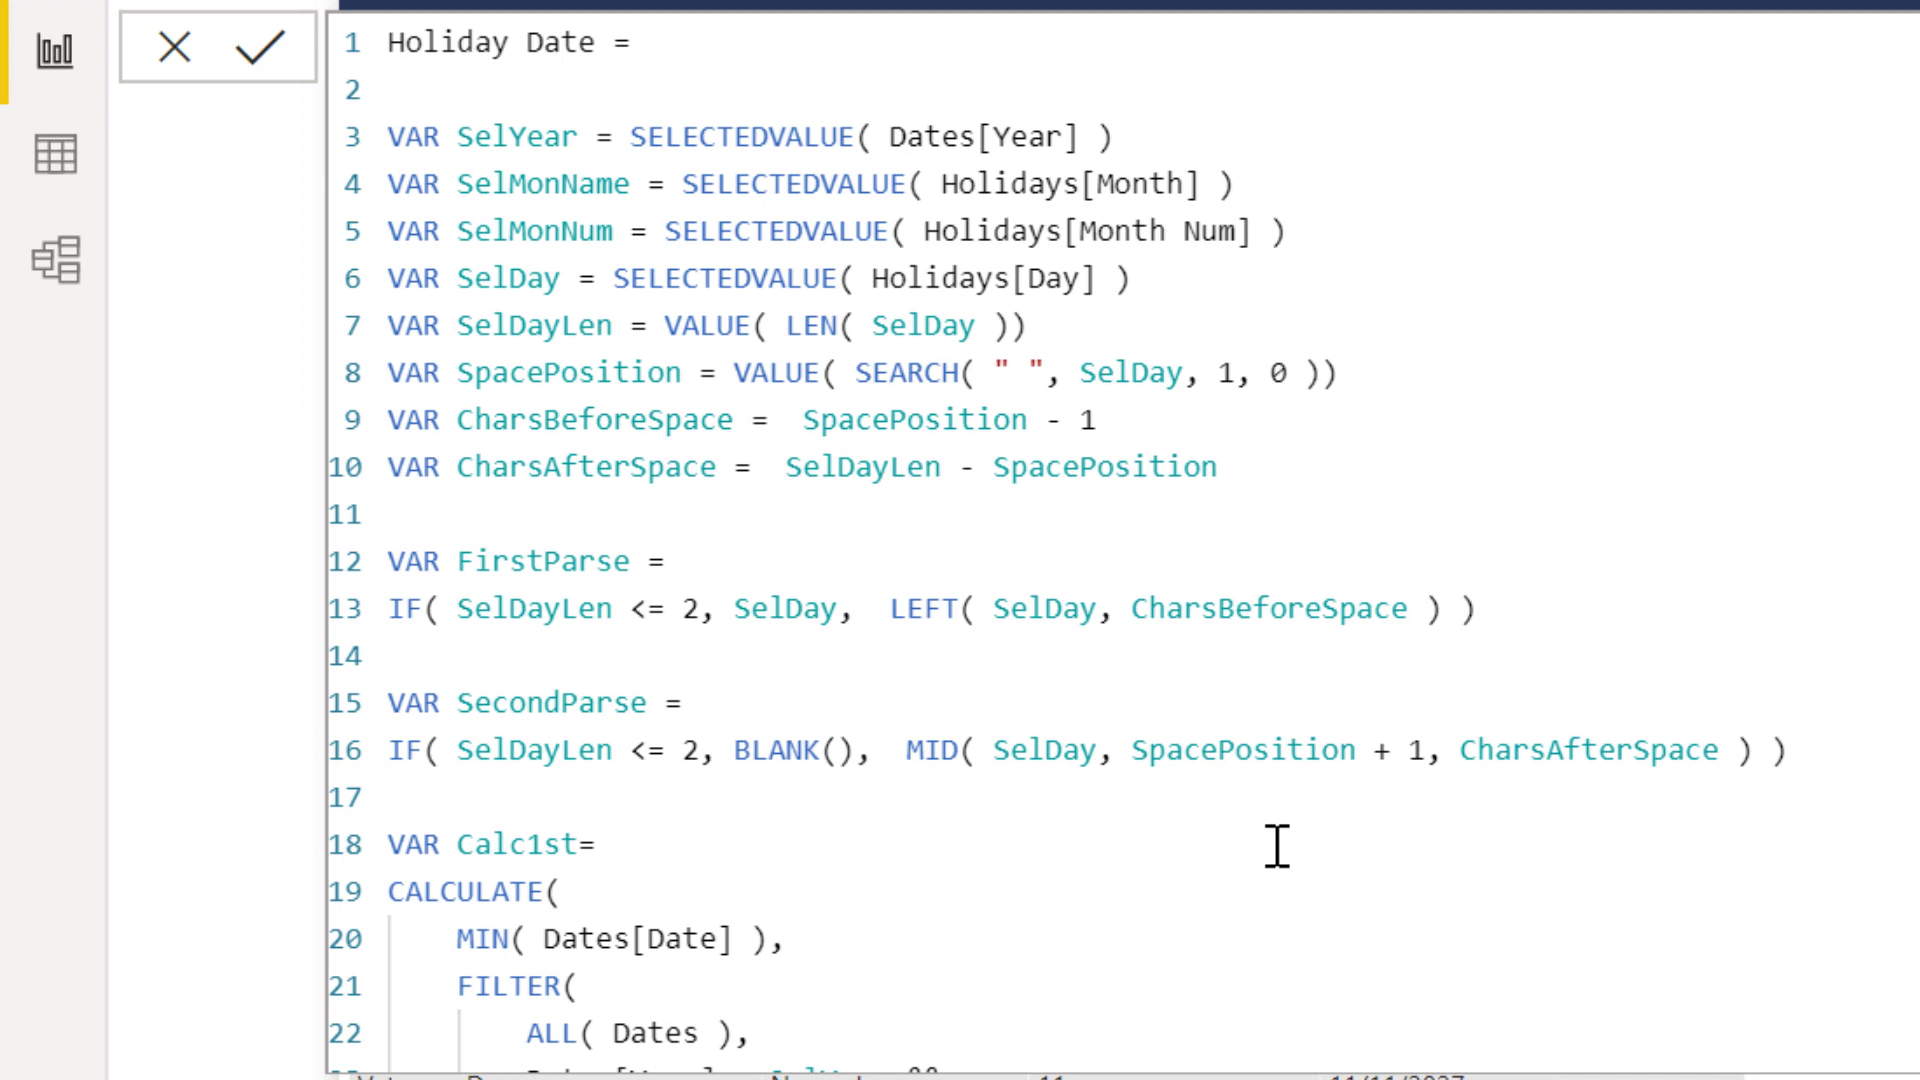 1 Holiday Date =
2
3 VAR SelYear = SELECTEDVALUE( Dates[Year] )
4 VAR SelMonName = SELECTEDVALUE( Holidays[Month] )
5 VAR SelMonNum = SELECTEDVALUE( Holidays[Month Num] )
6 VAR SelDay = SELECTEDVALUE( Holidays[Day] )
7 VAR SelDayLen = VALUE( LEN( SelDay ))
8 VAR SpacePosition = VALUE( SEARCH( " ", SelDay, 1, 0 ))
9 VAR CharsBeforeSpace =  SpacePosition - 1
10 VAR CharsAfterSpace =  SelDayLen - SpacePosition
11
12 VAR FirstParse =
13 IF( SelDayLen <= 2, SelDay,  LEFT( SelDay, CharsBeforeSpace ) )
14
15 VAR SecondParse =
16 IF( SelDayLen <= 2, BLANK(),  MID( SelDay, SpacePosition + 1, CharsAfterSpace ) )
17
18 VAR Calc1st=
19 CALCULATE(
20 MIN( Dates[Date] ),
21 FILTER(
22 ALL( Dates ),